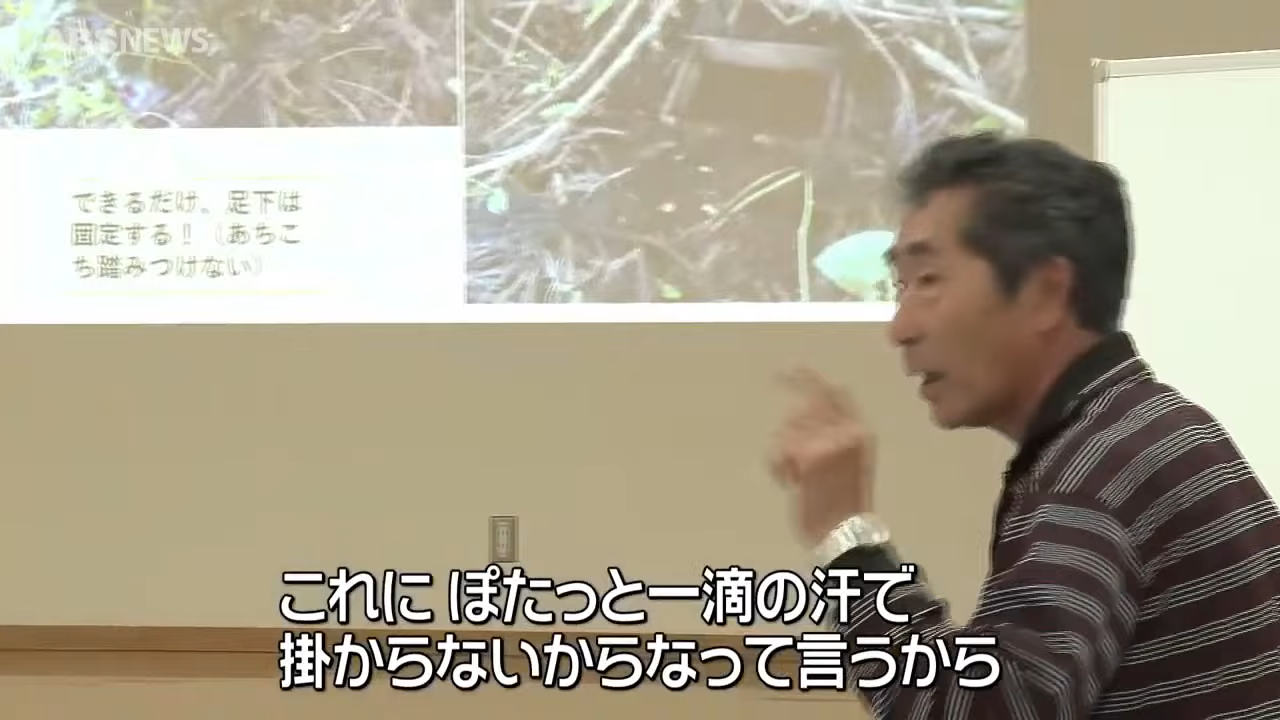 NEWS
できるだけ、足下は
固定する！（あちこ
ち踏みつけない）
これに ぽたっと一滴の汗で
掛からないからなって言うから